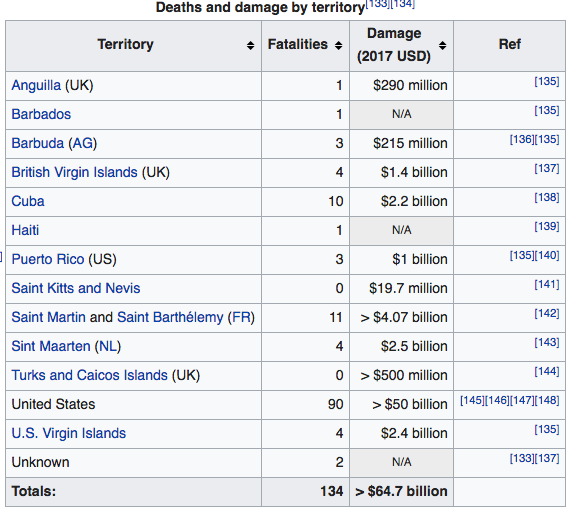 Deaths and damage by territory[133][134]
Territory Fatalities Damage (2017 USD) Ref
Anguilla (UK) 1 $290 million [135]
Barbados 1 N/A [135]
Barbuda (AG) 3 $215 million [136][135]
British Virgin Islands (UK) 4 $1.4 billion [137]
Cuba 10 $2.2 billion [138]
Haiti 1 N/A [139]
Puerto Rico (US) 3 $1 billion [135][140]
Saint Kitts and Nevis 0 $19.7 million [141]
Saint Martin and Saint Barthélemy (FR) 11 > $4.07 billion [142]
Sint Maarten (NL) 4 $2.5 billion [143]
Turks and Caicos Islands (UK) 0 > $500 million [144]
United States 90 > $50 billion [145][146][147][148]
U.S. Virgin Islands 4 $2.4 billion [135]
Unknown 2 N/A [133][137]
Totals: 134 > $64.7 billion